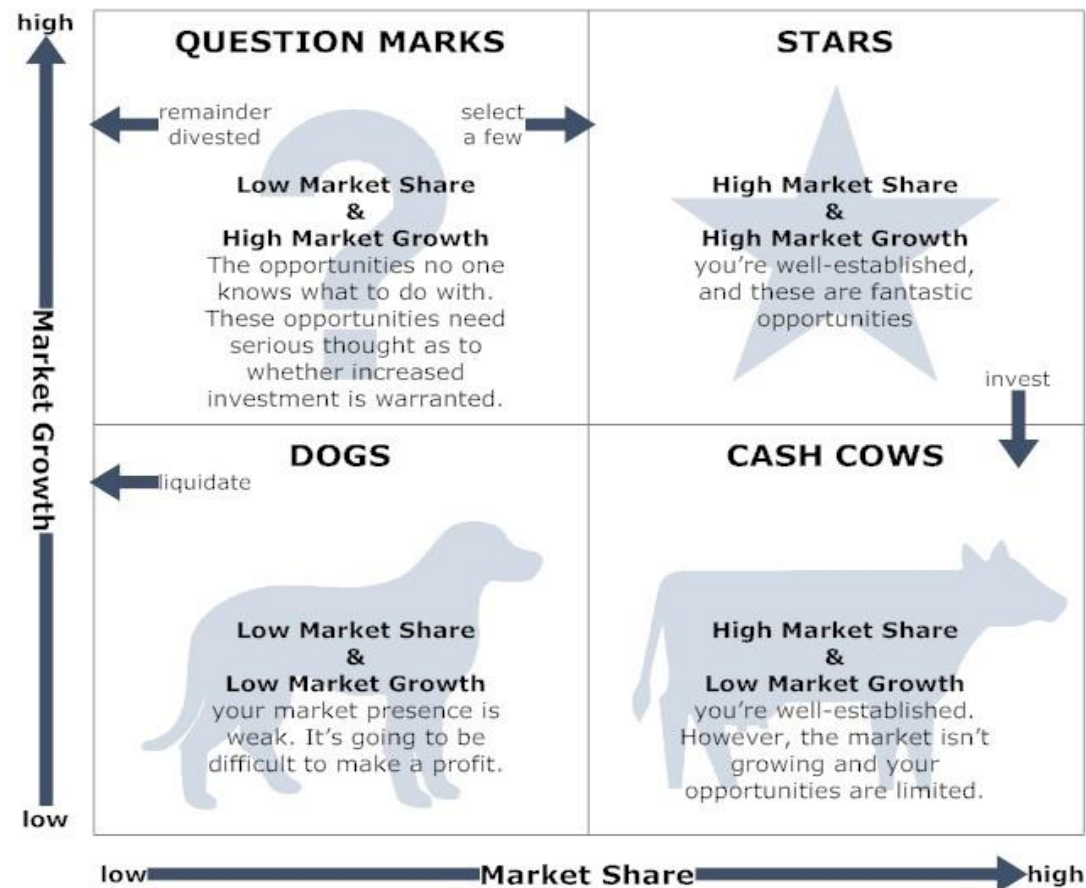 high
QUESTION MARKS
remainder
divested
select
a few
Low Market Share
&
High Market Growth
The opportunities no one
knows what to do with.
These opportunities need
serious thought as to
whether increased
investment is warranted.
STARS
High Market Share
&
High Market Growth
you're well-established,
and these are fantastic
opportunities
invest
Market Growth
DOGS
liquidate
Low Market Share
&
Low Market Growth
your market presence is
weak. It's going to be
difficult to make a profit.
CASH COWS
High Market Share
&
Low Market Growth
you're well-established.
However, the market isn't
growing and your
opportunities are limited.
low
low Market Share high